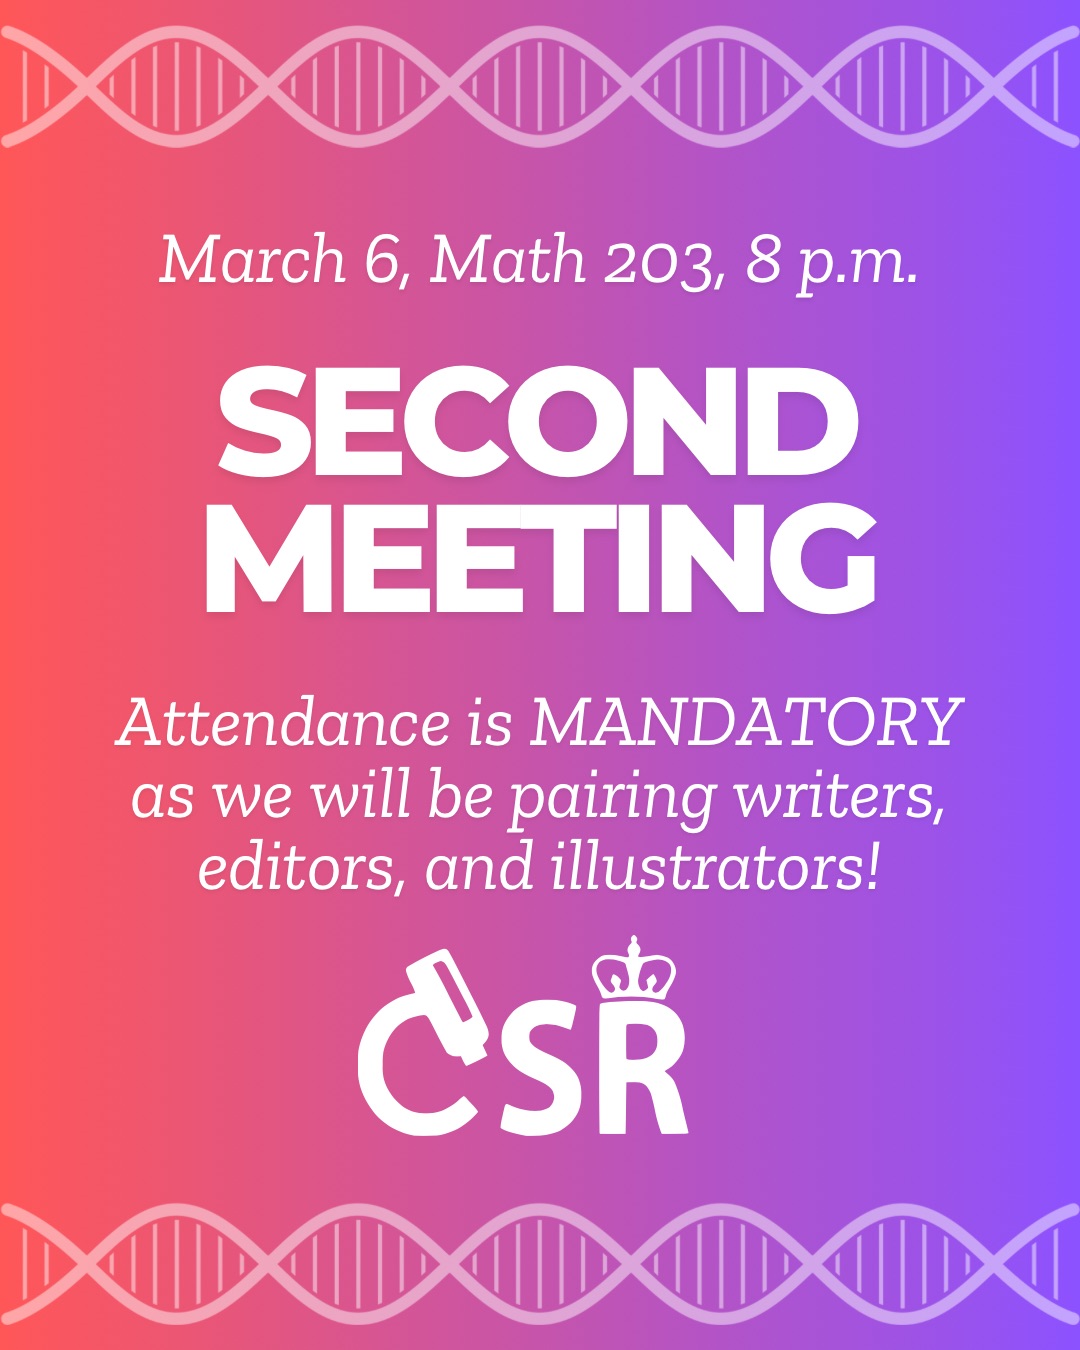 March 6, Math 203, 8 p.m.
SECOND
MEETING
Attendance is MANDATORY
as we will be pairing writers,
editors, and illustrators!
CSR